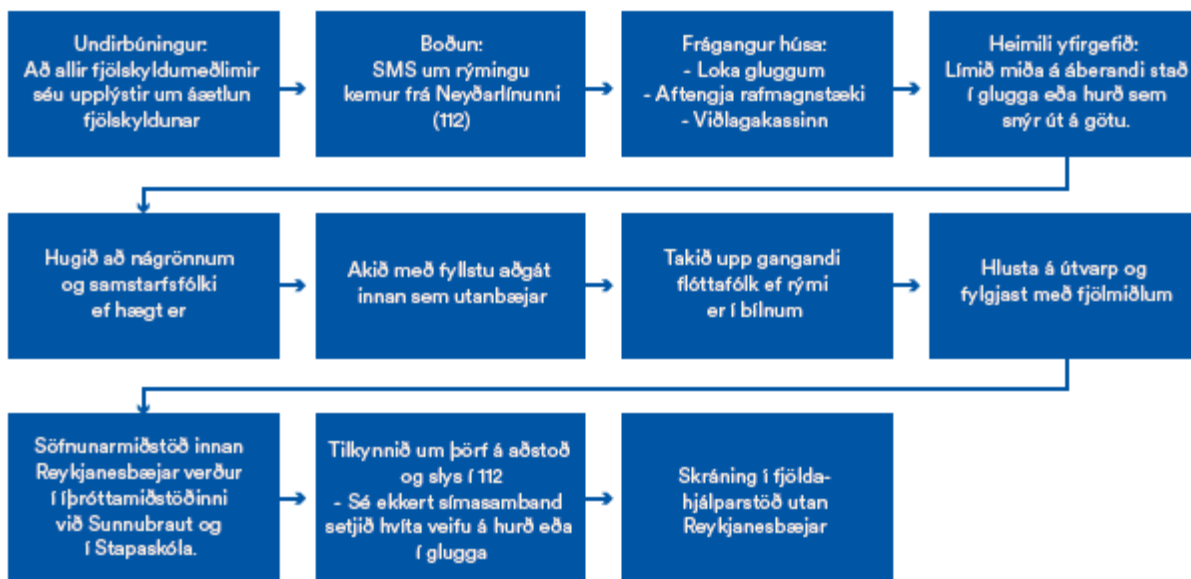 Undirbúningur:
Að allir fjölskyldumeðlimir
séu upplýstir um áætlun
fjölskyldunar
Boðun:
SMS um rýmingu
kemur frá Neyðarlínunni
(112)
Frágangur húsa:
- Loka gluggum
- Aftengja rafmagnstæki
- Viðlagakassinn
Heimili yfirgefið:
Límið miða á áberandi stað
í glugga eða hurð sem
snýr út á götu.
Hugið að nágrönnum
og samstarfsfólki
ef hægt er
Akið með fyllstu aðgát
innan sem utanbæjar
Takið upp gangandi
flóttafólk ef rými
er í bílnum
Hlusta á útvarp og
fylgjast með fjölmiðlum
Söfnunarmiðstöð innan
Reykjanesbæjar verður
í íþróttamiðstöðinni
við Sunnubraut og
í Stapaskóla.
Tilkynnið um þörf á aðstoð
og slys í 112
- Sé ekkert símasamband
setjið hvíta veifu á hurð eða
í glugga
Skráning í fjölda-
hjálparstöð utan
Reykjanesbæjar